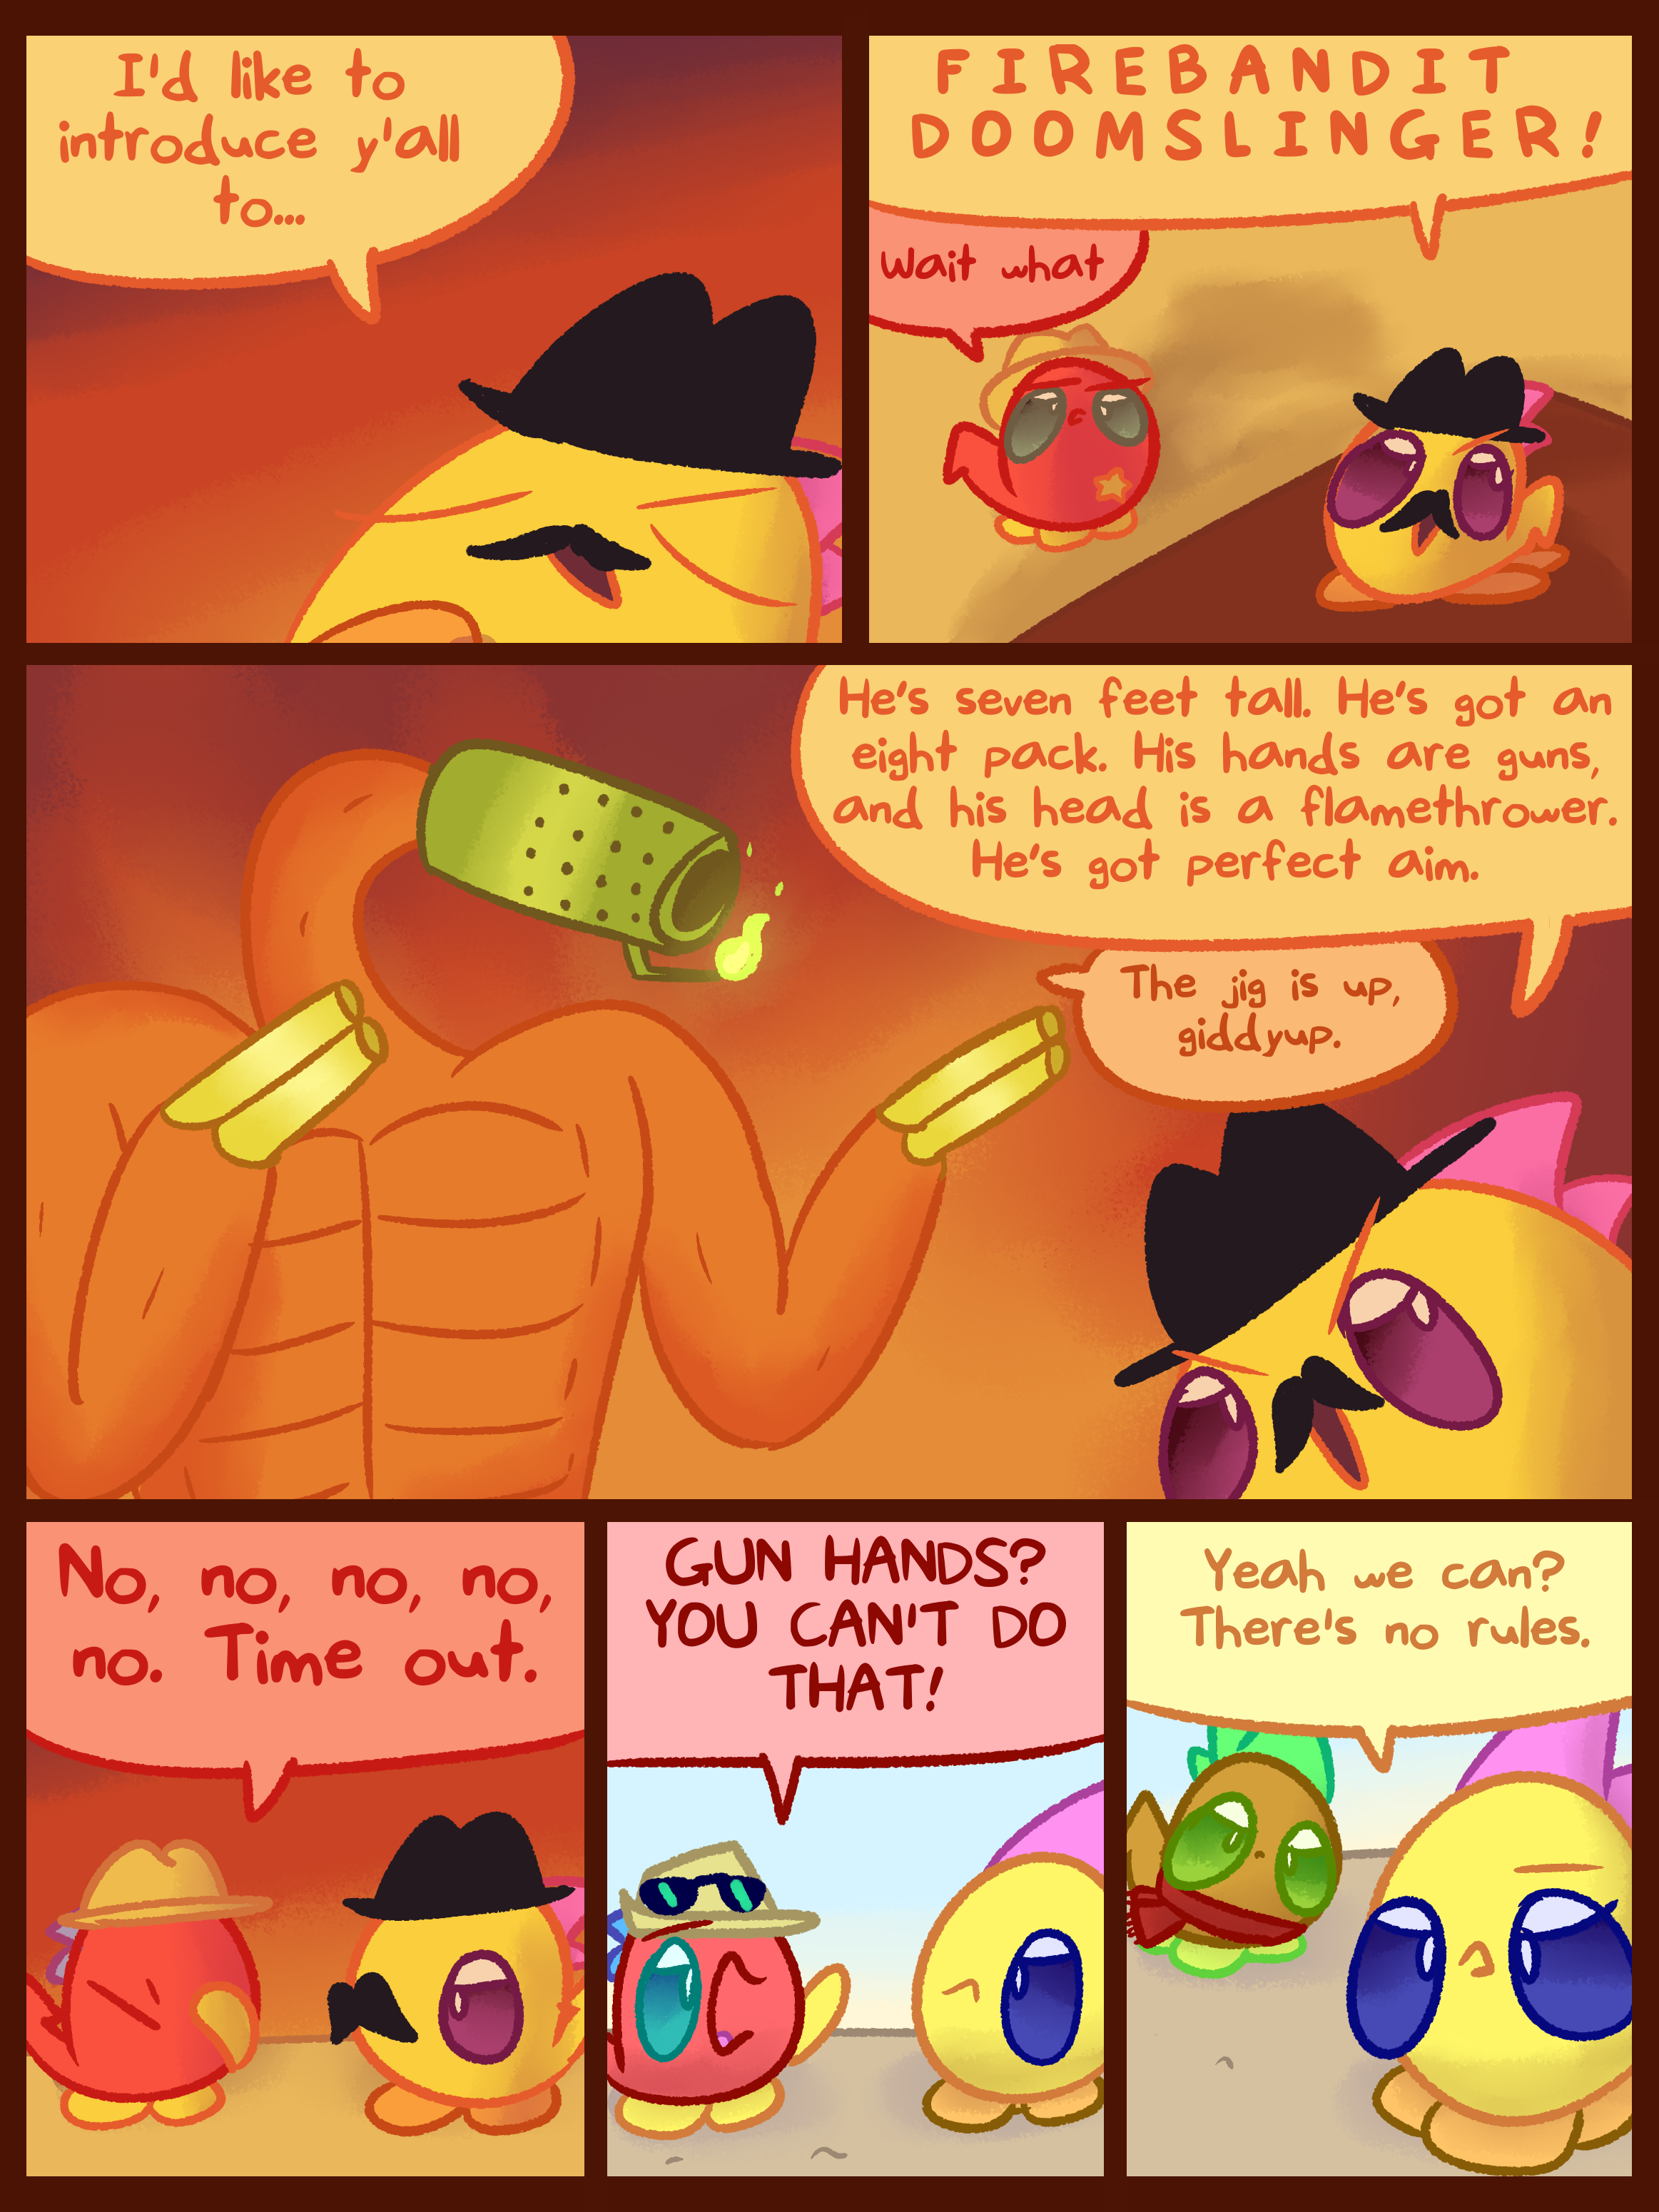 I'd like to
introduce y'all
to...
FIREBANDIT
DOOMSLINGER!
Wait what
He's seven feet tall. He's got an
eight pack. His hands are guns,
and his head is a flamethrower.
He's got perfect aim.
The jig is up,
giddyup.
No, no, no, no,
no. Time out.
GUN HANDS?
YOU CAN'T DO
THAT!
Yeah we can?
There's no rules.